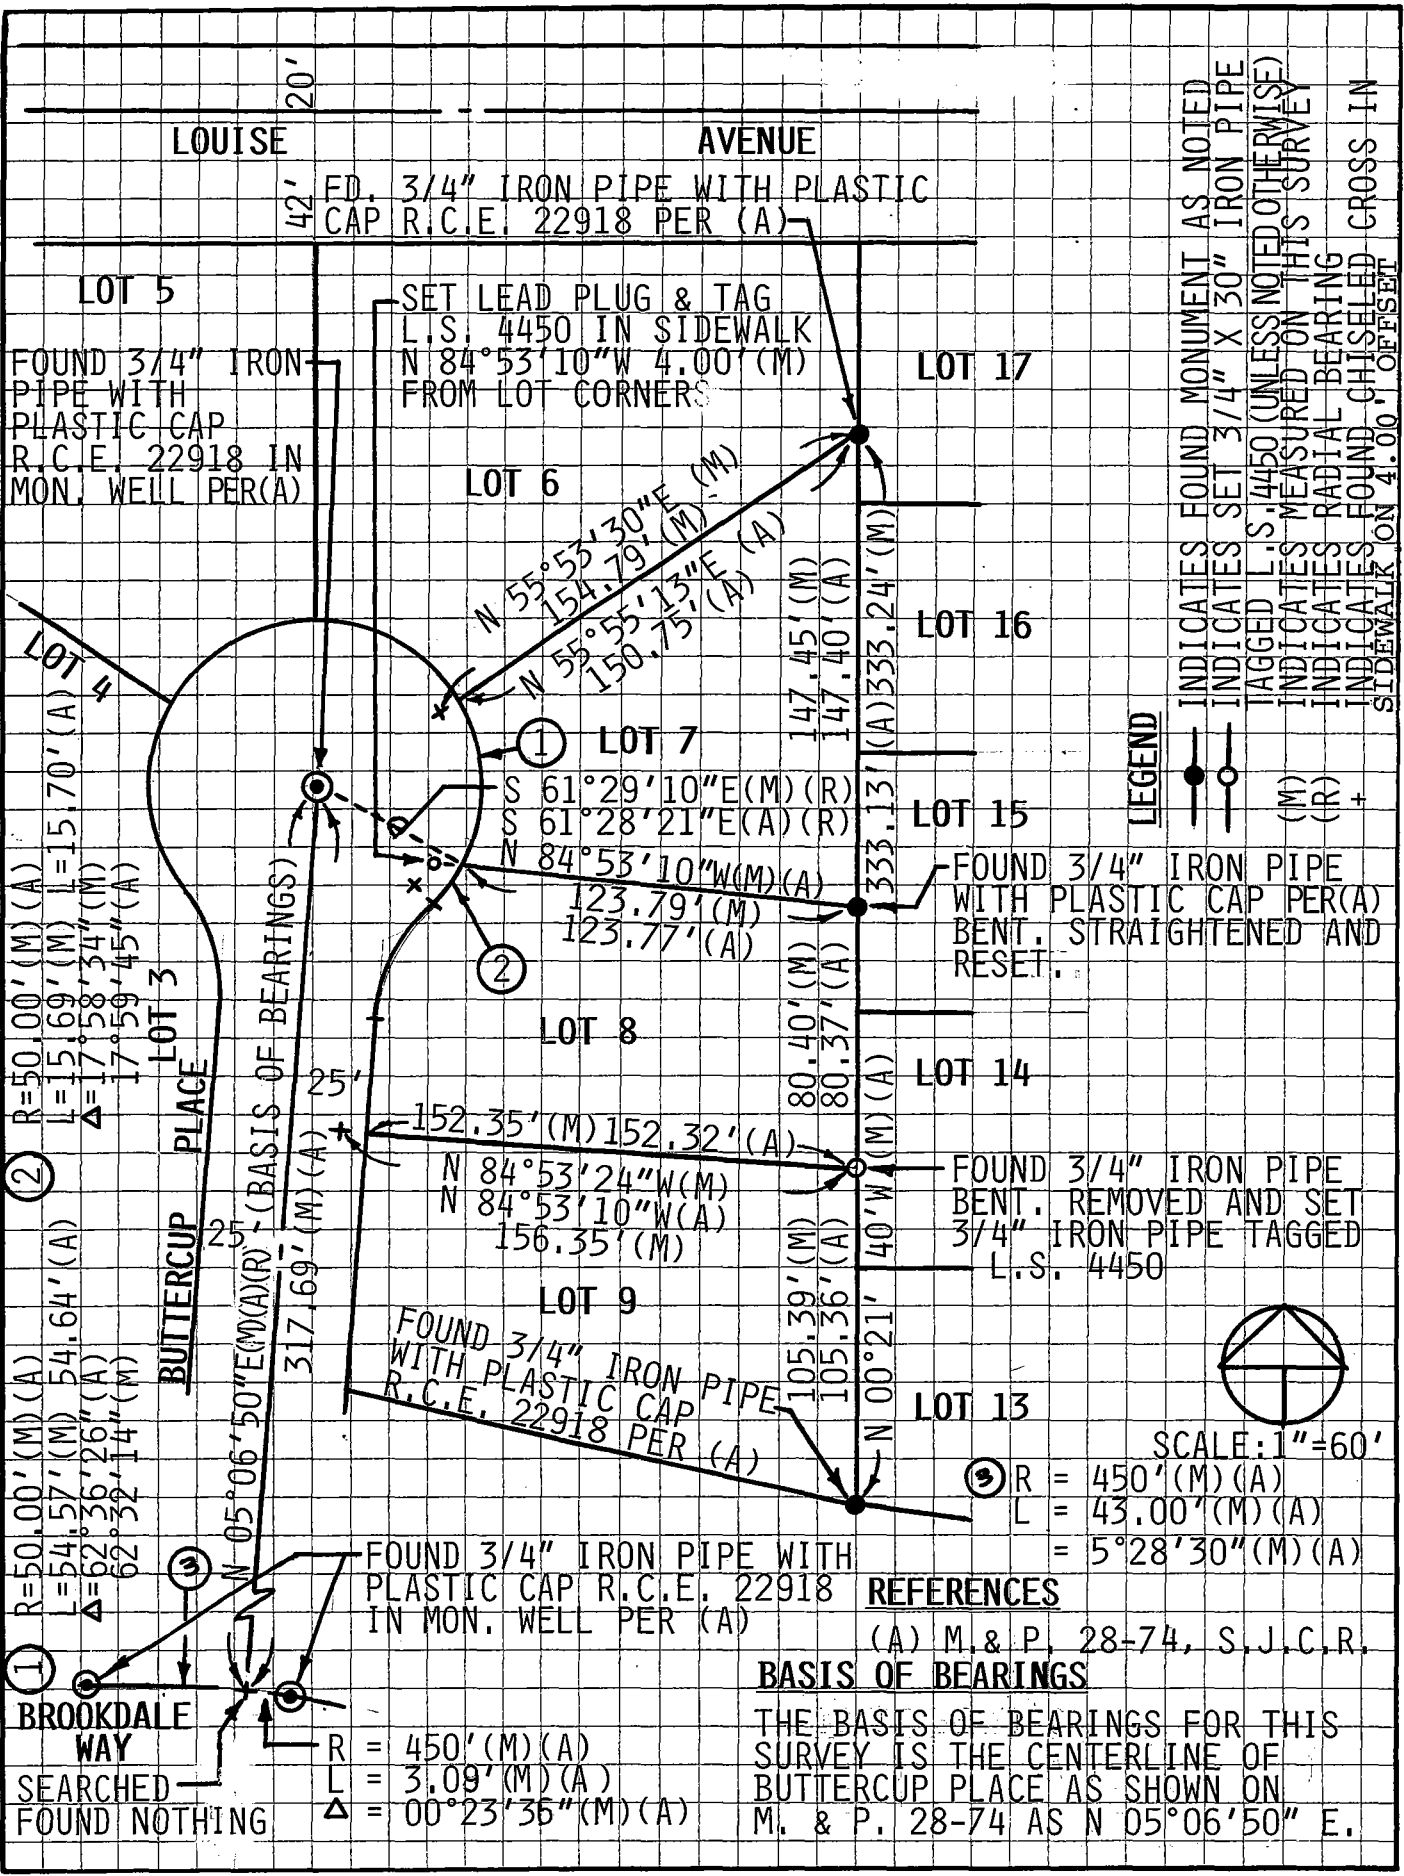 20'
LOUISE AVENUE
42'
FD. 3/4" IRON PIPE WITH PLASTIC
CAP R.C.E. 22918 PER (A)
LOT 5
SET LEAD PLUG & TAG
L.S. 4450 IN SIDEWALK
N 84°53'10"W 4.00'(M)
FROM LOT CORNERS
FOUND 3/4" IRON
PIPE WITH
PLASTIC CAP
R.C.E. 22918 IN
MON. WELL PER(A)
LOT 17
LOT 6
N 55°53'30"E (M)
154.79'(M)
N 55°55'13"E (A)
150.75'(A)
LOT 4
LOT 16
147.45'(M)
147.40'(A)
333.13'(A)333.24'(M)
1
LOT 7
S 61°29'10"E(M)(R)
S 61°28'21"E(A)(R)
N 84°53'10"W(M)(A)
123.79'(M)
123.77'(A)
LOT 15
FOUND 3/4" IRON PIPE
WITH PLASTIC CAP PER(A)
BENT. STRAIGHTENED AND
RESET.
2
LOT 3
LOT 8
80.40'(M)
80.37'(A)
LOT 14
25'
152.35'(M)152.32'(A)
N 84°53'24"W(M)
N 84°53'10"W(A)
156.35'(M)
FOUND 3/4" IRON PIPE
BENT. REMOVED AND SET
3/4" IRON PIPE TAGGED
L.S. 4450
25'
BUTTERCUP PLACE
N 05°06'50"E(M)(A)(R) (BASIS OF BEARINGS)
317.69'(M)(A)
LOT 9
105.39'(M)
105.36'(A)
N 00°21'40"W(M)(A)
LOT 13
FOUND 3/4" IRON PIPE
WITH PLASTIC CAP
R.C.E. 22918 PER (A)
2 R=50.00'(M)(A)
L=15.69'(M) L=15.70'(A)
Δ=17°58'34"(M)
17°59'45"(A)
1 R=50.00'(M)(A)
L=54.57'(M) 54.64'(A)
Δ=62°36'26"(A)
62°32'14"(M)
3
FOUND 3/4" IRON PIPE WITH
PLASTIC CAP R.C.E. 22918
IN MON. WELL PER (A)
BROOKDALE
WAY
SEARCHED
FOUND NOTHING
R = 450'(M)(A)
L = 3.09'(M)(A)
Δ = 00°23'36"(M)(A)
LEGEND
INDICATES FOUND MONUMENT AS NOTED
INDICATES SET 3/4" X 30" IRON PIPE
TAGGED L.S.4450 (UNLESS NOTED OTHERWISE)
(M) INDICATES MEASURED ON THIS SURVEY
(R) INDICATES RADIAL BEARING
+ INDICATES FOUND CHISELED CROSS IN
SIDEWALK ON 4.00' OFFSET
SCALE:1"=60'
3 R = 450'(M)(A)
L = 43.00'(M)(A)
= 5°28'30"(M)(A)
REFERENCES
(A) M.& P. 28-74, S.J.C.R.
BASIS OF BEARINGS
THE BASIS OF BEARINGS FOR THIS
SURVEY IS THE CENTERLINE OF
BUTTERCUP PLACE AS SHOWN ON
M. & P. 28-74 AS N 05°06'50" E.